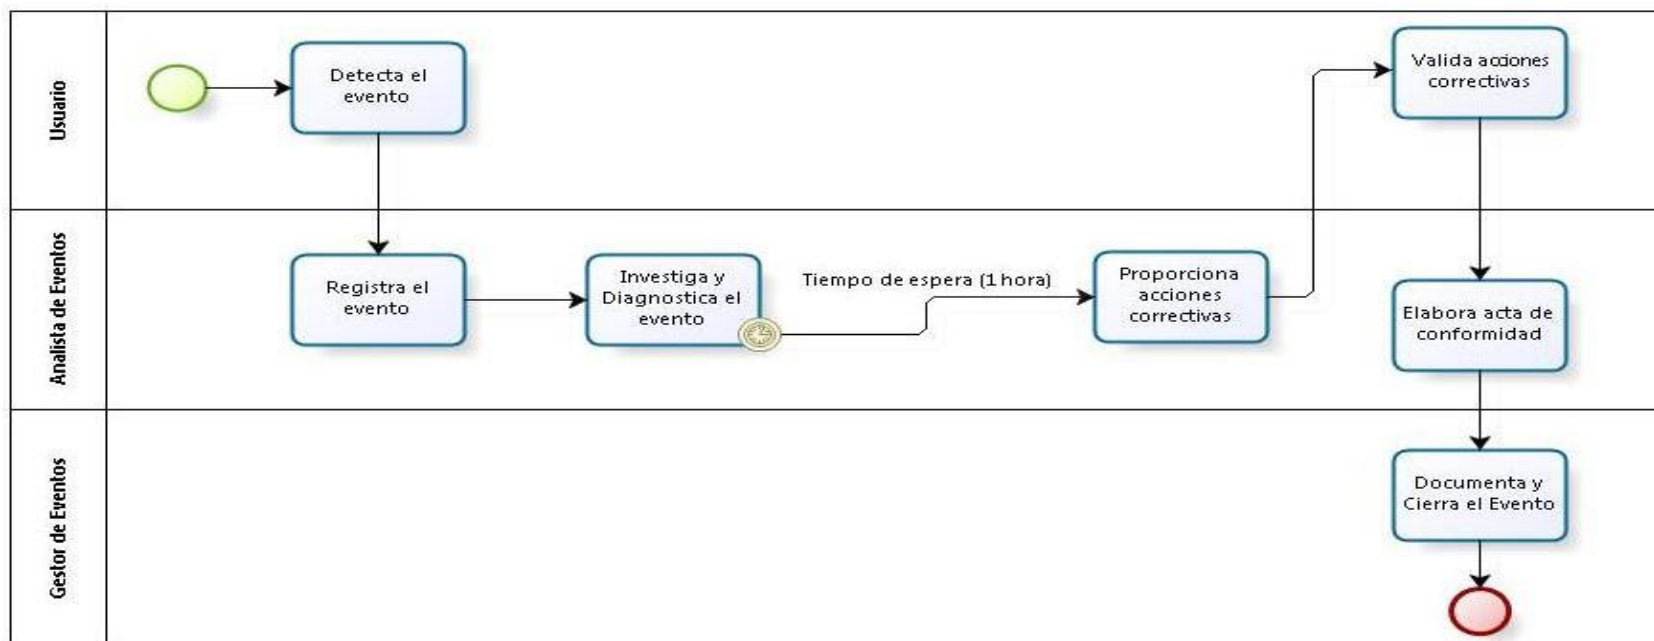 Usuario
Detecta el
evento
Valida acciones
correctivas
Analista de Eventos
Registra el
evento
Investiga y
Diagnostica el
evento
Tiempo de espera (1 hora)
Proporciona
acciones
correctivas
Elabora acta de
conformidad
Gestor de Eventos
Documenta y
Cierra el Evento